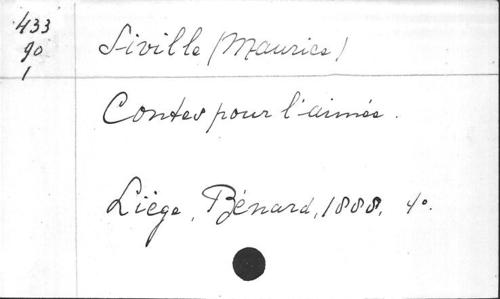 433
90
1
Siville (Maurice)
Contes pour l'aimée.
Liège, Bénard, 1888. 4°.